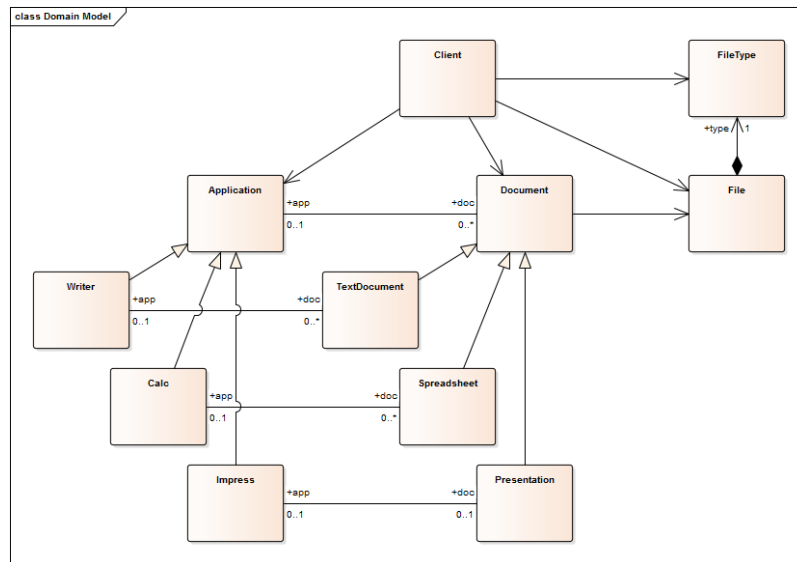 class Domain Model
Client
FileType
+type 1
Application
Document
File
+app +doc
0..1 0..*
Writer
TextDocument
+app +doc
0..1 0..*
Calc
Spreadsheet
+app +doc
0..1 0..*
Impress
Presentation
+app +doc
0..1 0..1